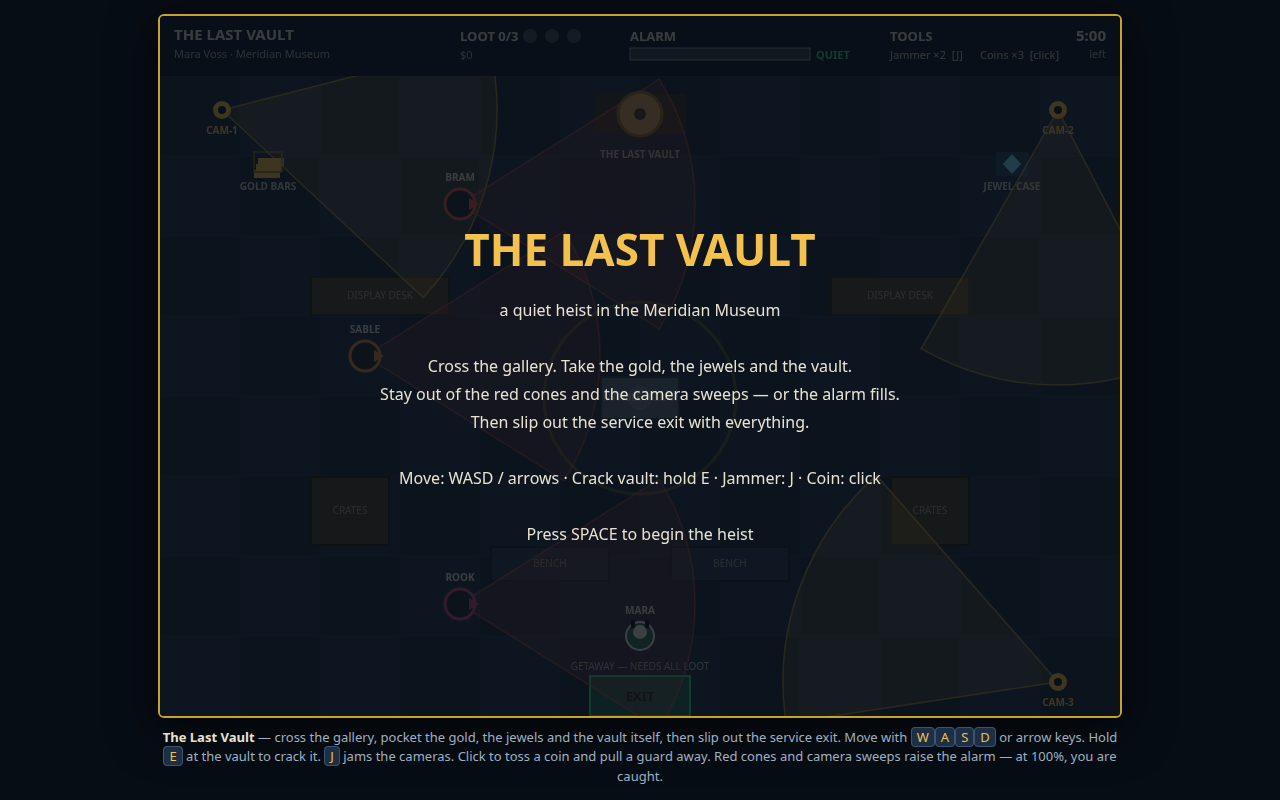 THE LAST VAULT
Mara Voss · Meridian Museum
LOOT 0/3
$0
ALARM
QUIET
TOOLS
Jammer ×2 [J] Coins ×3 [click]
5:00
left
CAM-1
CAM-2
THE LAST VAULT
GOLD BARS
JEWEL CASE
BRAM
THE LAST VAULT
a quiet heist in the Meridian Museum
DISPLAY DESK
DISPLAY DESK
SABLE
Cross the gallery. Take the gold, the jewels and the vault.
Stay out of the red cones and the camera sweeps — or the alarm fills.
Then slip out the service exit with everything.
Move: WASD / arrows · Crack vault: hold E · Jammer: J · Coin: click
CRATES
CRATES
Press SPACE to begin the heist
BENCH
BENCH
ROOK
MARA
GETAWAY — NEEDS ALL LOOT
EXIT
CAM-3
The Last Vault — cross the gallery, pocket the gold, the jewels and the vault itself, then slip out the service exit. Move with W A S D or arrow keys. Hold
E at the vault to crack it. J jams the cameras. Click to toss a coin and pull a guard away. Red cones and camera sweeps raise the alarm — at 100%, you are
caught.